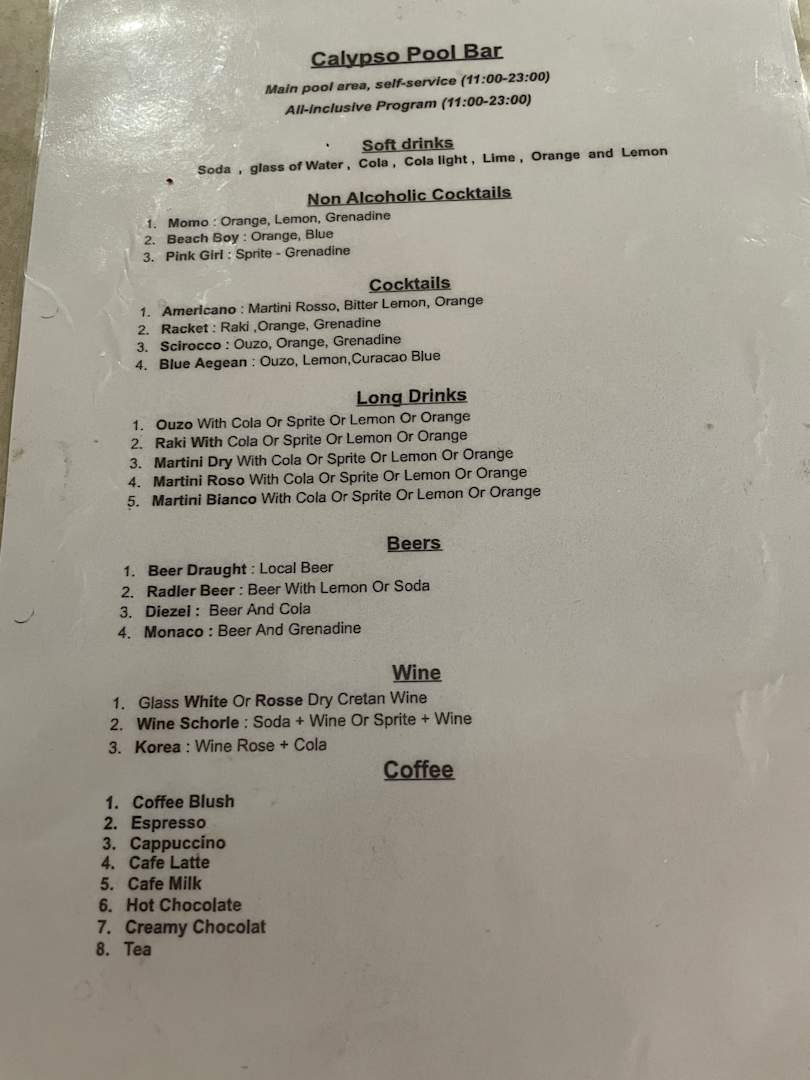 Calypso Pool Bar
Main pool area, self-service (11:00-23:00)
All-inclusive Program (11:00-23:00)
Soft drinks
Soda , glass of Water , Cola , Cola light , Lime , Orange and Lemon
Non Alcoholic Cocktails
1. Momo : Orange, Lemon, Grenadine
2. Beach Boy : Orange, Blue
3. Pink Girl : Sprite - Grenadine
Cocktails
1. Americano : Martini Rosso, Bitter Lemon, Orange
2. Racket : Raki ,Orange, Grenadine
3. Scirocco : Ouzo, Orange, Grenadine
4. Blue Aegean : Ouzo, Lemon,Curacao Blue
Long Drinks
1. Ouzo With Cola Or Sprite Or Lemon Or Orange
2. Raki With Cola Or Sprite Or Lemon Or Orange
3. Martini Dry With Cola Or Sprite Or Lemon Or Orange
4. Martini Roso With Cola Or Sprite Or Lemon Or Orange
5. Martini Bianco With Cola Or Sprite Or Lemon Or Orange
Beers
1. Beer Draught : Local Beer
2. Radler Beer : Beer With Lemon Or Soda
3. Diezel : Beer And Cola
4. Monaco : Beer And Grenadine
Wine
1. Glass White Or Rosse Dry Cretan Wine
2. Wine Schorle : Soda + Wine Or Sprite + Wine
3. Korea : Wine Rose + Cola
Coffee
1. Coffee Blush
2. Espresso
3. Cappuccino
4. Cafe Latte
5. Cafe Milk
6. Hot Chocolate
7. Creamy Chocolat
8. Tea